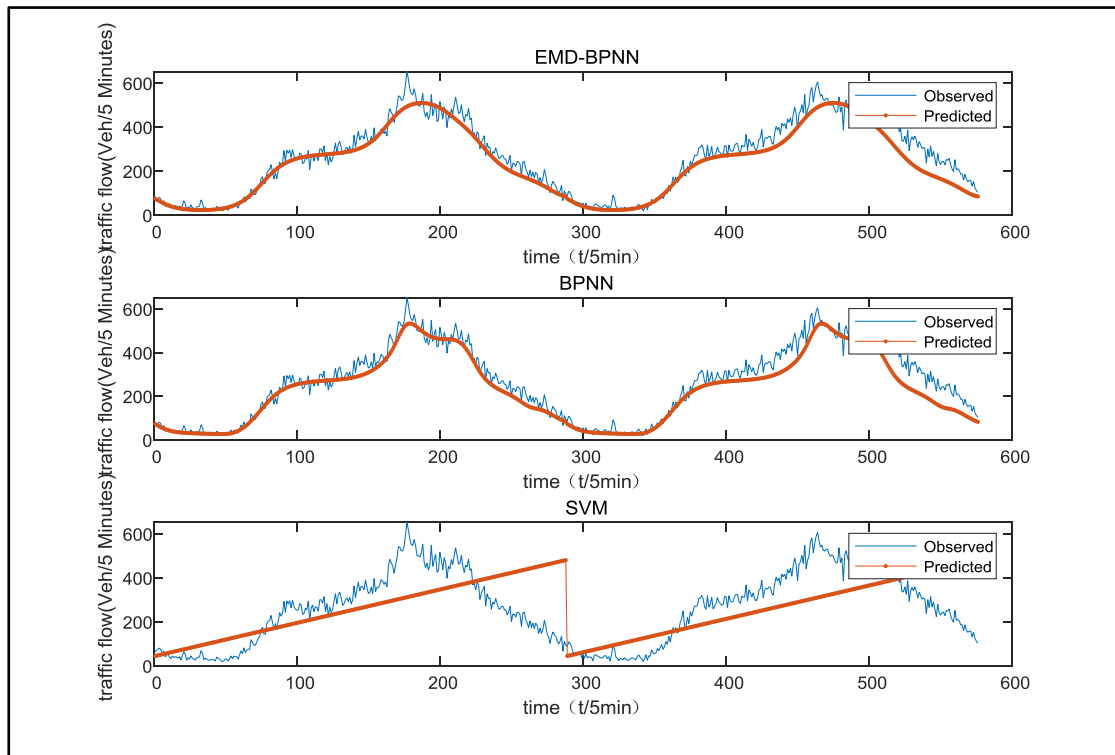 EMD-BPNN
traffic flow(Veh/5 Minutes)
600
400
200
0
Observed
Predicted
0 100 200 300 400 500 600
time（t/5min）
BPNN
traffic flow(Veh/5 Minutes)
600
400
200
0
Observed
Predicted
0 100 200 300 400 500 600
time（t/5min）
SVM
traffic flow(Veh/5 Minutes)
600
400
200
0
Observed
Predicted
0 100 200 300 400 500 600
time（t/5min）